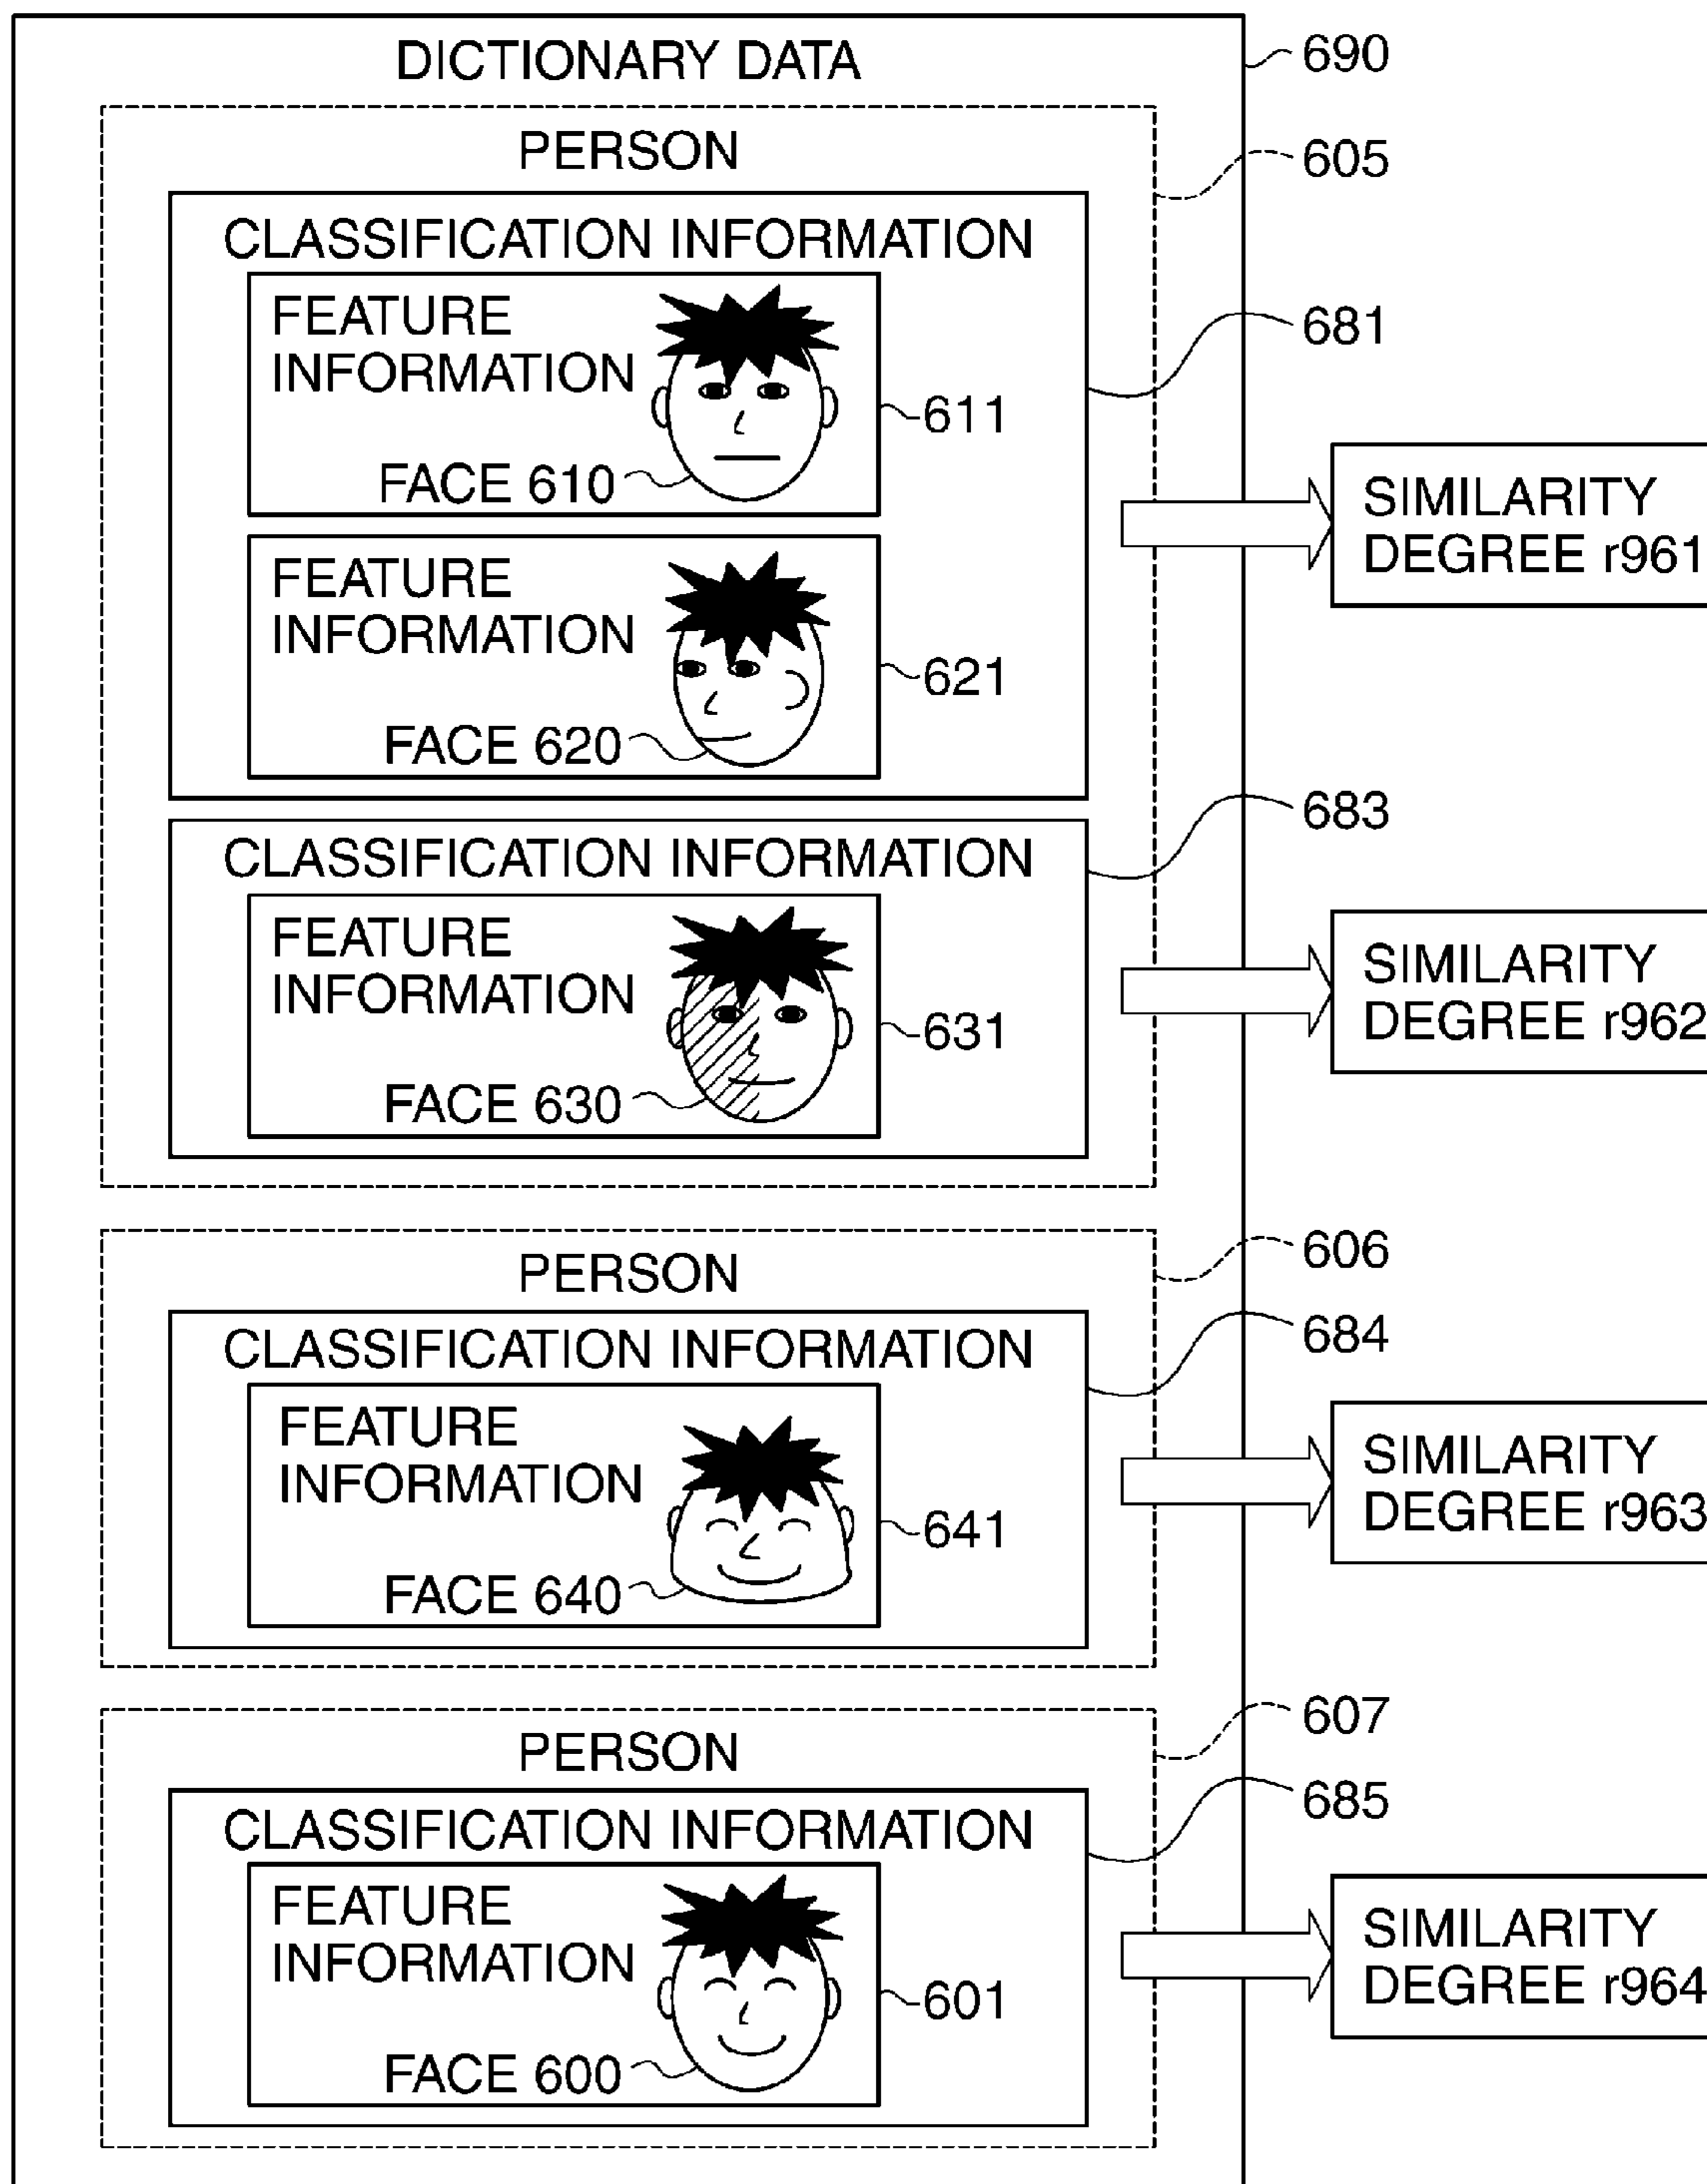 DICTIONARY DATA
690
PERSON
605
CLASSIFICATION INFORMATION
FEATURE
INFORMATION
681
611
FACE 610
SIMILARITY
DEGREE r961
FEATURE
INFORMATION
621
FACE 620
683
CLASSIFICATION INFORMATION
FEATURE
INFORMATION
SIMILARITY
DEGREE r962
631
FACE 630
606
PERSON
684
CLASSIFICATION INFORMATION
FEATURE
INFORMATION
SIMILARITY
DEGREE r963
641
FACE 640
607
PERSON
685
CLASSIFICATION INFORMATION
FEATURE
INFORMATION
SIMILARITY
DEGREE r964
601
FACE 600